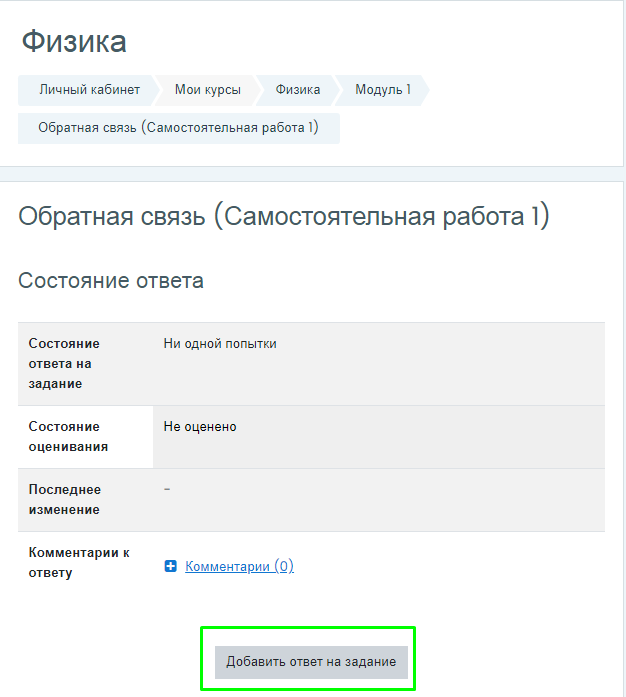 Физика
Личный кабинет
Мои курсы
Физика
Модуль 1
Обратная связь (Самостоятельная работа 1)
Обратная связь (Самостоятельная работа 1)
Состояние ответа
Состояние
ответа на
задание
Ни одной попытки
Состояние
оценивания
Не оценено
Последнее
изменение
-
Комментарии к
ответу
Комментарии (0)
Добавить ответ на задание